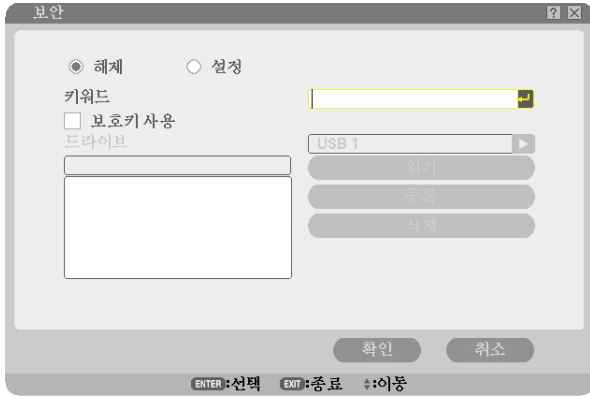 보안
해제 설정
키워드
보호키 사용
드라이브 USB 1
읽기
등록
삭제
확인 취소
ENTER:선택 EXIT:종료 :이동